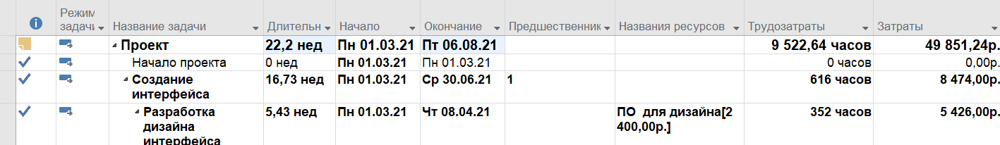 Режим задачи Название задачи Длительн Начало Окончание Предшественник Названия ресурсов Трудозатраты Затраты
Проект 22,2 нед Пн 01.03.21 Пт 06.08.21 9 522,64 часов 49 851,24р.
Начало проекта 0 нед Пн 01.03.21 Пн 01.03.21 0 часов 0,00р.
Создание 16,73 нед Пн 01.03.21 Ср 30.06.21 1 616 часов 8 474,00р.
интерфейса
Разработка 5,43 нед Пн 01.03.21 Чт 08.04.21 ПО для дизайна[2 352 часов 5 426,00р.
дизайна 400,00р.]
интерфейса